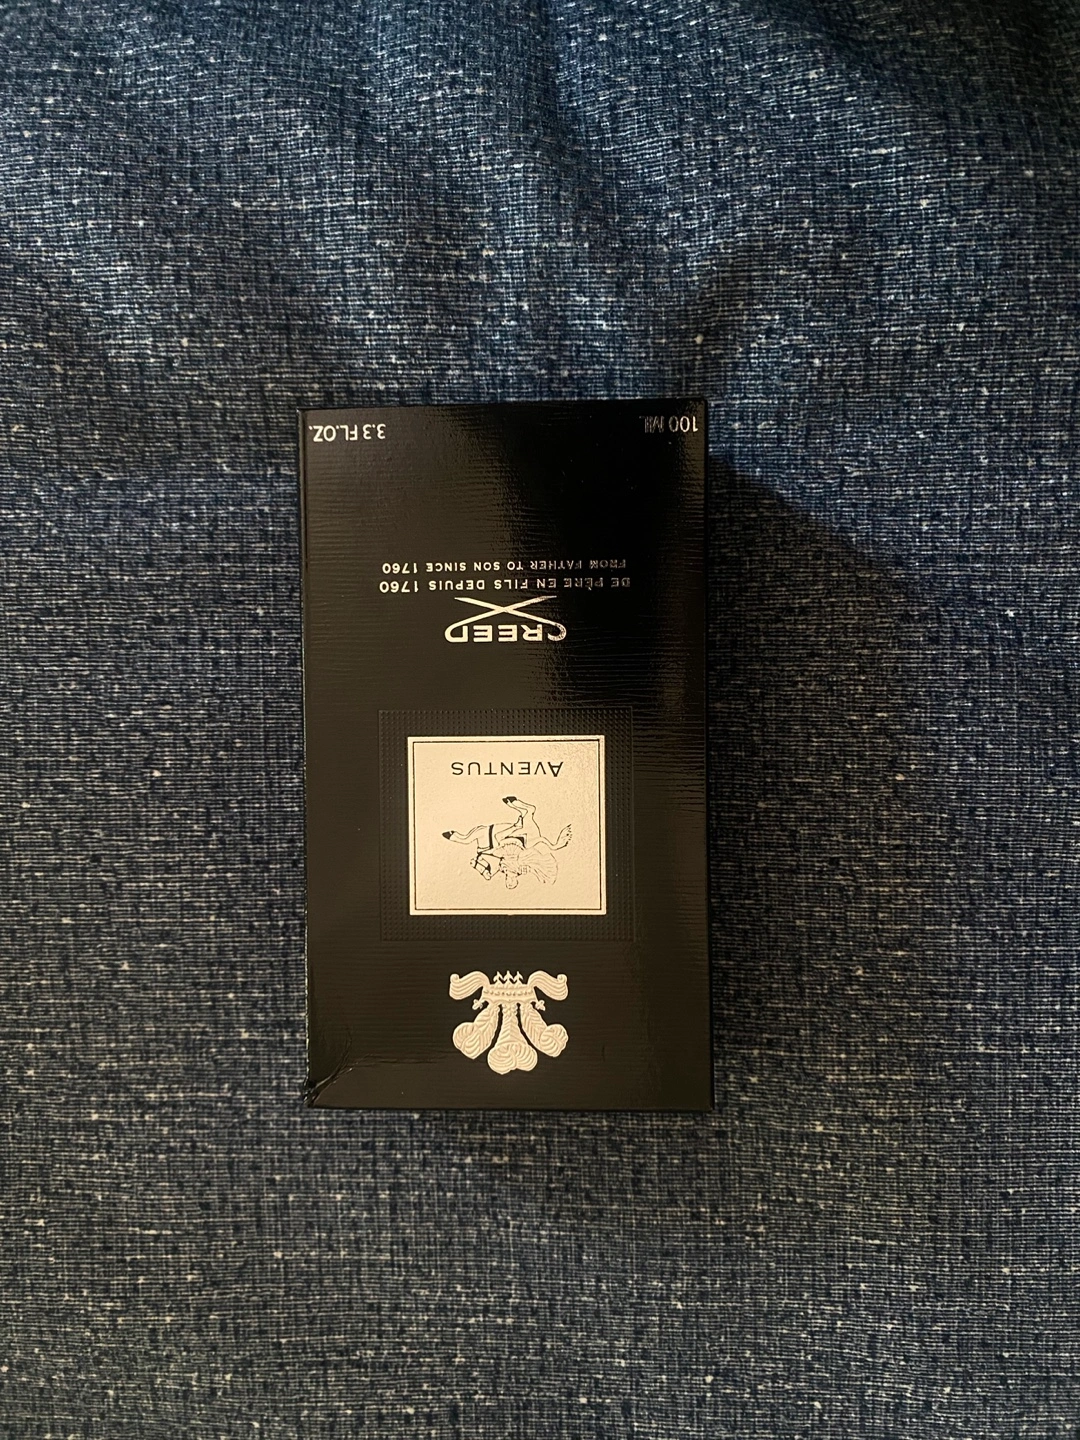 AVENTUS
CREED
DE PÈRE EN FILS DEPUIS 1760
FROM FATHER TO SON SINCE 1760
100 ML. 3.3 FL.OZ.